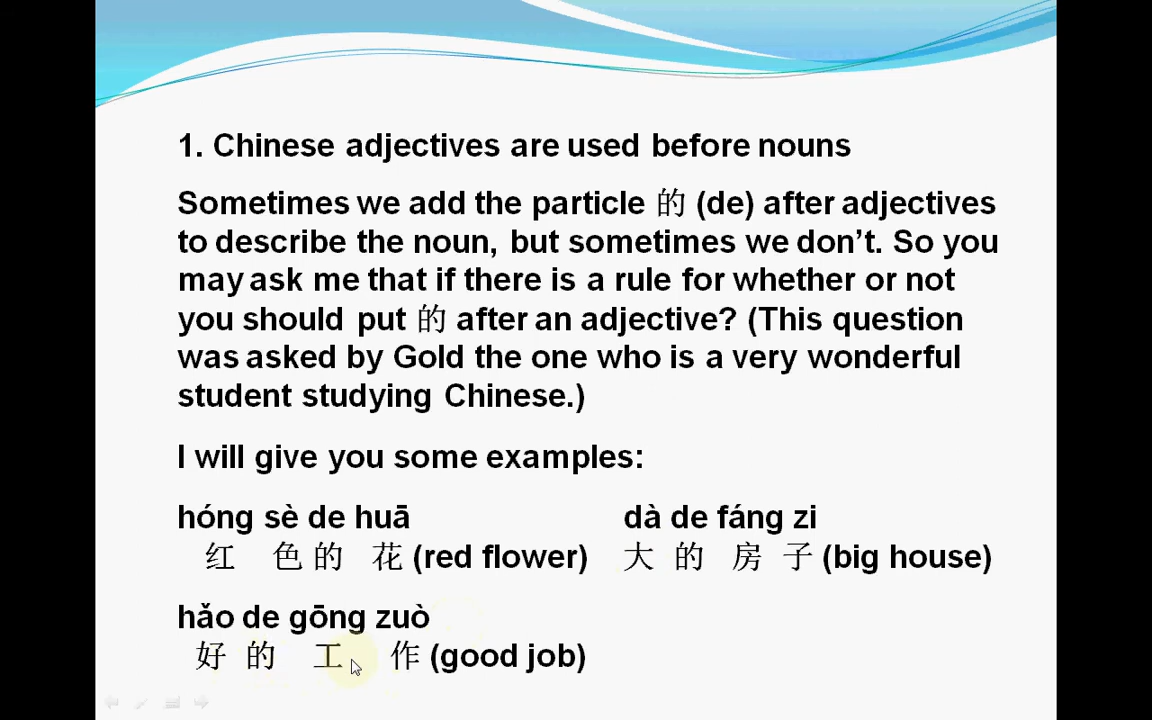 1. Chinese adjectives are used before nouns
Sometimes we add the particle 的 (de) after adjectives
to describe the noun, but sometimes we don’t. So you
may ask me that if there is a rule for whether or not
you should put 的 after an adjective? (This question
was asked by Gold the one who is a very wonderful
student studying Chinese.)
I will give you some examples:
hóng sè de huā dà de fáng zi
红 色 的 花 (red flower) 大 的 房 子 (big house)
hǎo de gōng zuò
好 的 工 作 (good job)